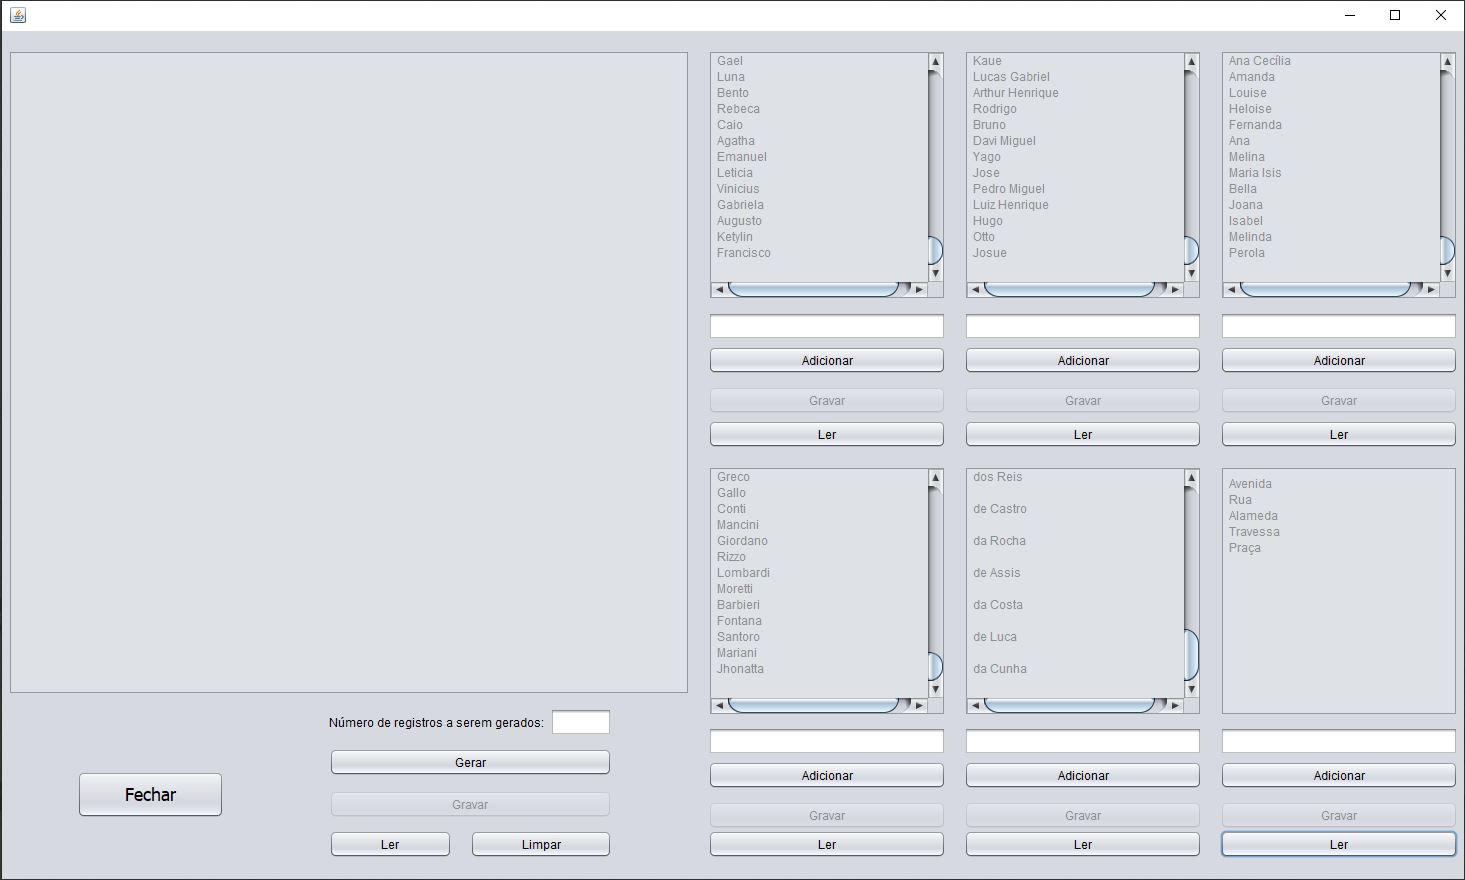 Gael
Luna
Bento
Rebeca
Caio
Agatha
Emanuel
Leticia
Vinicius
Gabriela
Augusto
Ketylin
Francisco
Kaue
Lucas Gabriel
Arthur Henrique
Rodrigo
Bruno
Davi Miguel
Yago
Jose
Pedro Miguel
Luiz Henrique
Hugo
Otto
Josue
Ana Cecília
Amanda
Louise
Heloise
Fernanda
Ana
Melina
Maria Isis
Bella
Joana
Isabel
Melinda
Perola
Adicionar
Adicionar
Adicionar
Gravar
Gravar
Gravar
Ler
Ler
Ler
Greco
Gallo
Conti
Mancini
Giordano
Rizzo
Lombardi
Moretti
Barbieri
Fontana
Santoro
Mariani
Jhonatta
dos Reis
de Castro
da Rocha
de Assis
da Costa
de Luca
da Cunha
Avenida
Rua
Alameda
Travessa
Praça
Número de registros a serem gerados:
Gerar
Gravar
Ler
Limpar
Fechar
Adicionar
Adicionar
Adicionar
Gravar
Gravar
Gravar
Ler
Ler
Ler